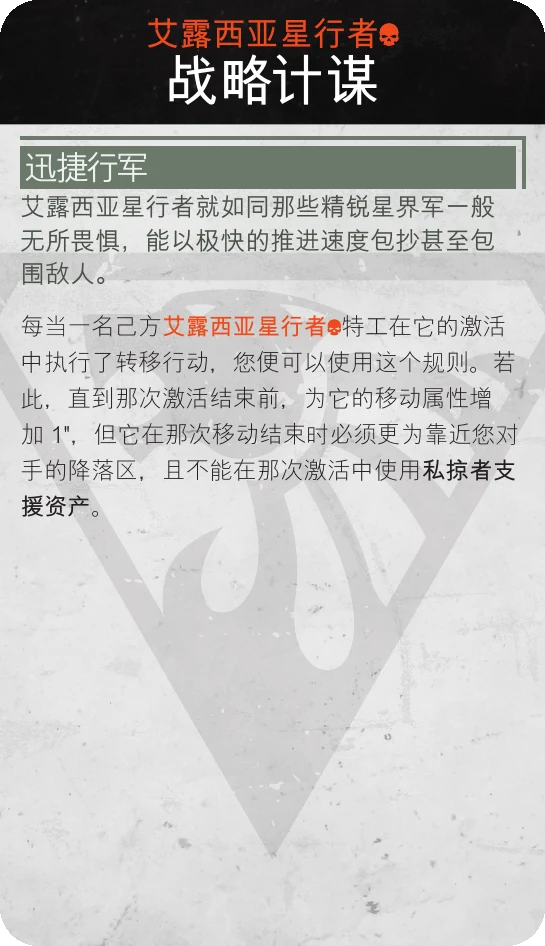 艾露西亚星行者
战略计谋
迅捷行军
艾露西亚星行者就如同那些精锐星界军一般
无所畏惧，能以极快的推进速度包抄甚至包
围敌人。
每当一名己方艾露西亚星行者特工在它的激活
中执行了转移行动，您便可以使用这个规则。若
此，直到那次激活结束前，为它的移动属性增
加 1"，但它在那次移动结束时必须更为靠近您对
手的降落区，且不能在那次激活中使用私掠者支
援资产。